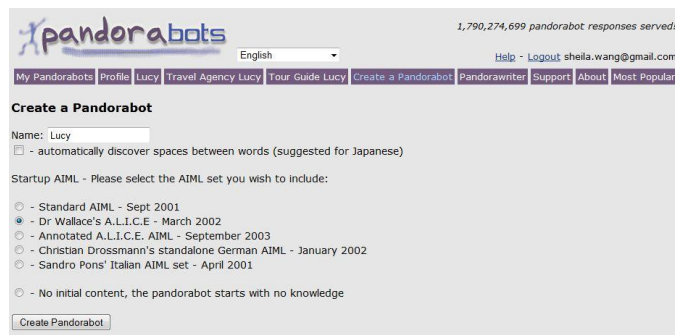 pandorabots
1,790,274,699 pandorabot responses served!
English
Help - Logout sheila.wang@gmail.com
My Pandorabots Profile Lucy Travel Agency Lucy Tour Guide Lucy Create a Pandorabot Pandorawriter Support About Most Popular
Create a Pandorabot
Name: Lucy
- automatically discover spaces between words (suggested for Japanese)
Startup AIML - Please select the AIML set you wish to include:
- Standard AIML - Sept 2001
- Dr Wallace's A.L.I.C.E - March 2002
- Annotated A.L.I.C.E. AIML - September 2003
- Christian Drossmann's standalone German AIML - January 2002
- Sandro Pons' Italian AIML set - April 2001
- No initial content, the pandorabot starts with no knowledge
Create Pandorabot